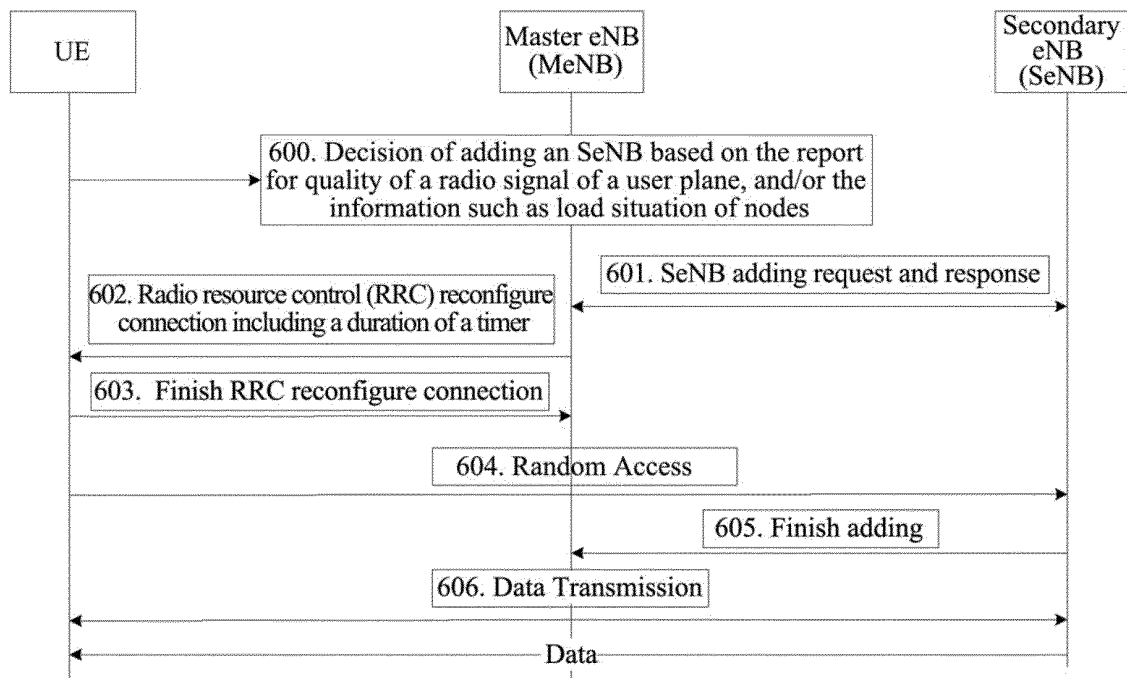 UE
Master eNB
(MeNB)
Secondary
eNB
(SeNB)
600. Decision of adding an SeNB based on the report
for quality of a radio signal of a user plane, and/or the
information such as load situation of nodes
601. SeNB adding request and response
602. Radio resource control (RRC) reconfigure
connection including a duration of a timer
603. Finish RRC reconfigure connection
604. Random Access
605. Finish adding
606. Data Transmission
Data